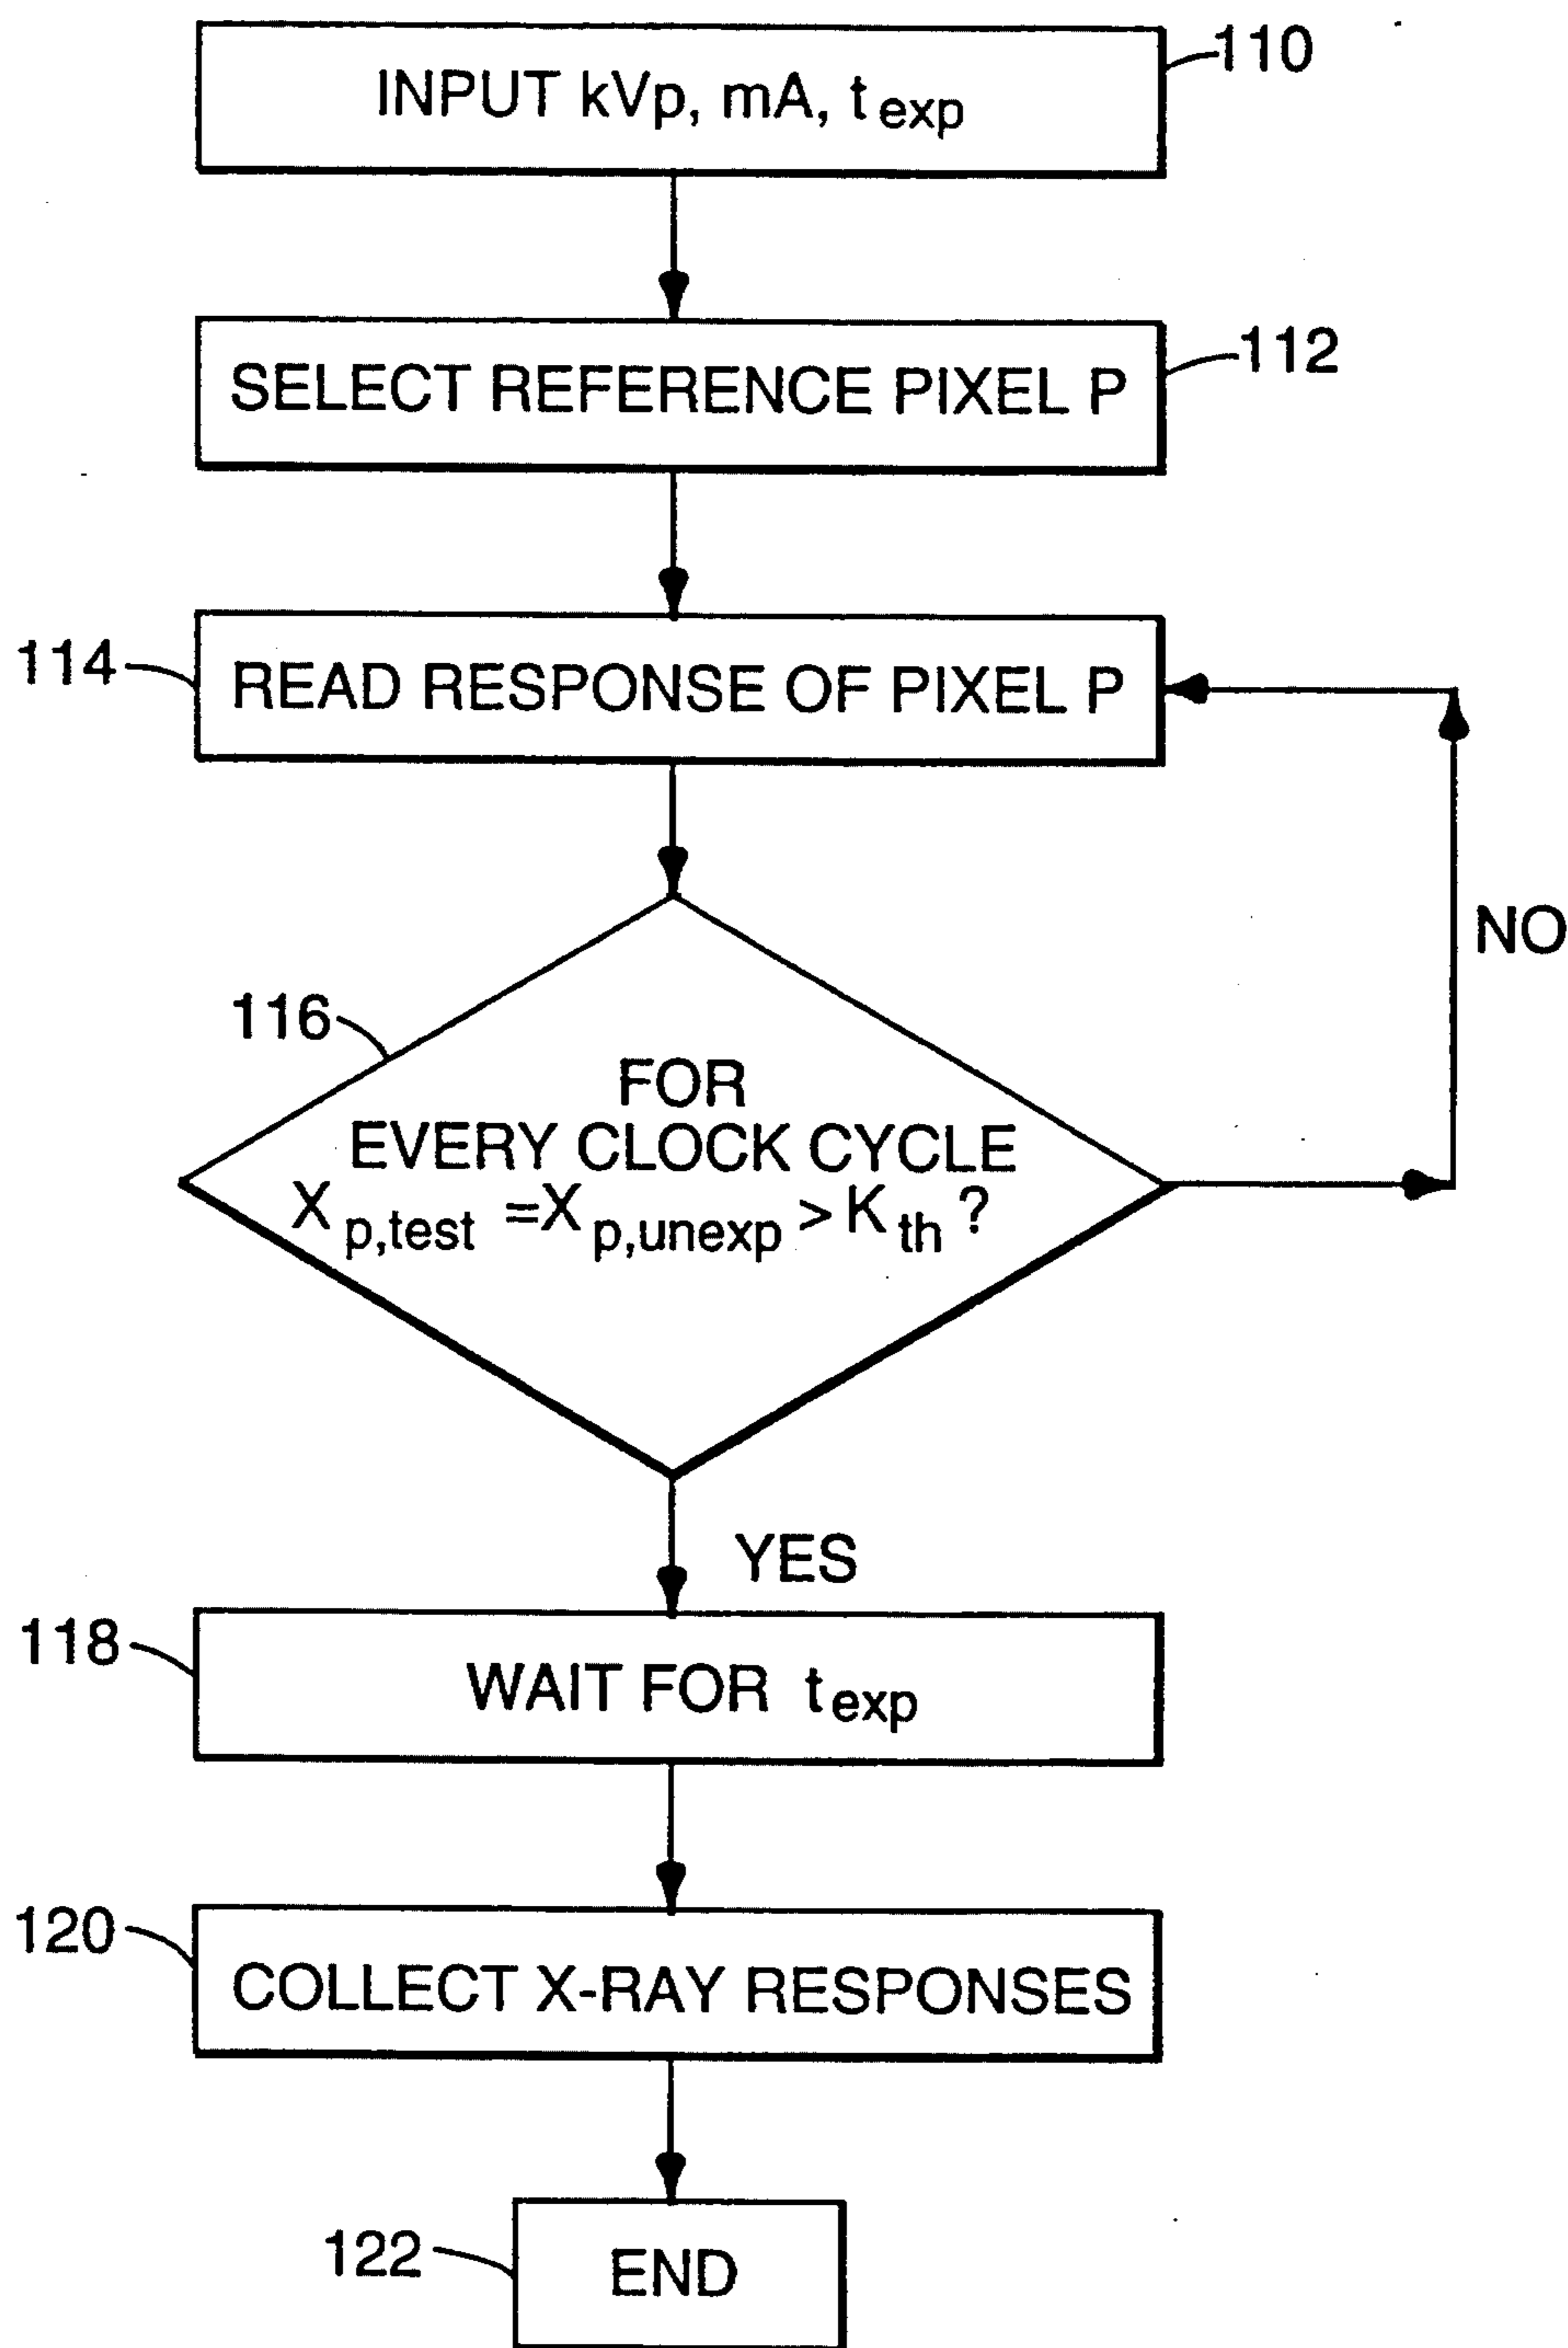 110
INPUT kVp, mA, t exp
112
SELECT REFERENCE PIXEL P
114
READ RESPONSE OF PIXEL P
NO
116
FOR
EVERY CLOCK CYCLE
X p,test =X p,unexp > K th ?
YES
118
WAIT FOR t exp
120
COLLECT X-RAY RESPONSES
122
END